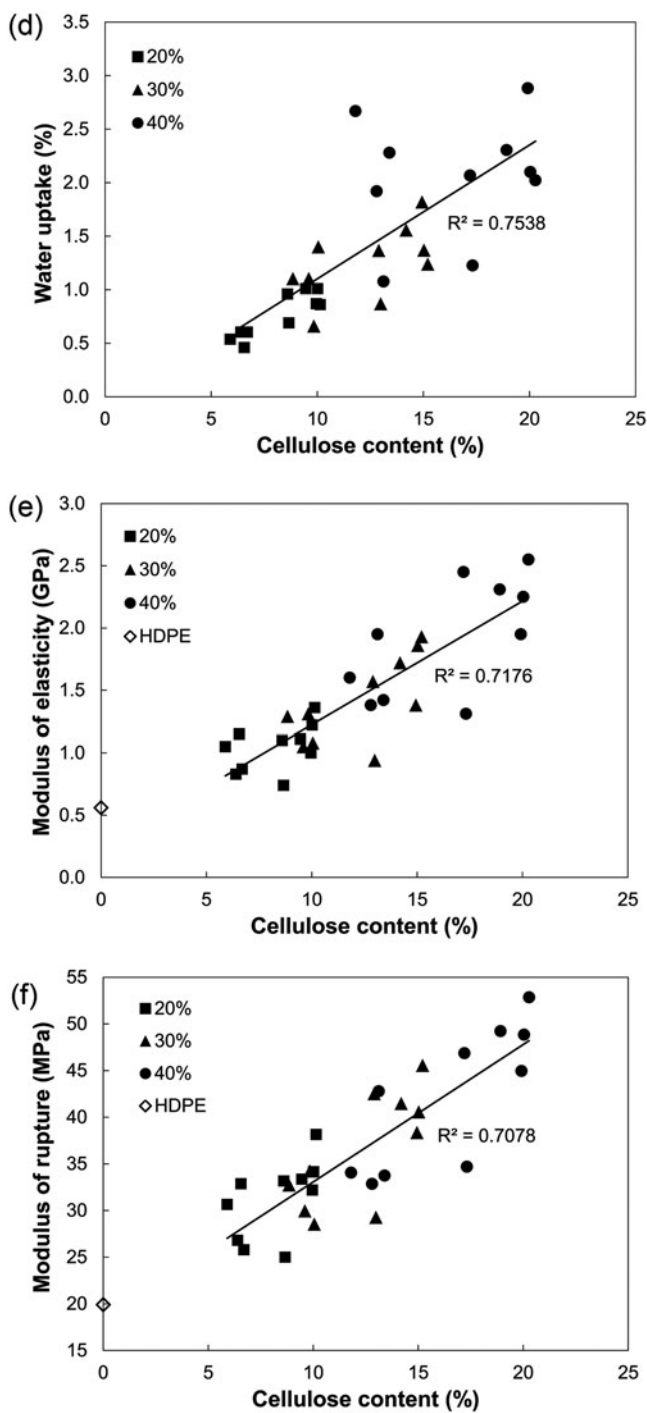 (d)
3.5
3.0
2.5
2.0
1.5
1.0
0.5
0.0
Water uptake (%)
20%
30%
40%
R² = 0.7538
5 10 15 20 25
Cellulose content (%)
(e)
3.0
2.5
2.0
1.5
1.0
0.5
0.0
Modulus of elasticity (GPa)
20%
30%
40%
HDPE
R² = 0.7176
0 5 10 15 20 25
Cellulose content (%)
(f)
55
50
45
40
35
30
25
20
15
Modulus of rupture (MPa)
20%
30%
40%
HDPE
R² = 0.7078
0 5 10 15 20 25
Cellulose content (%)